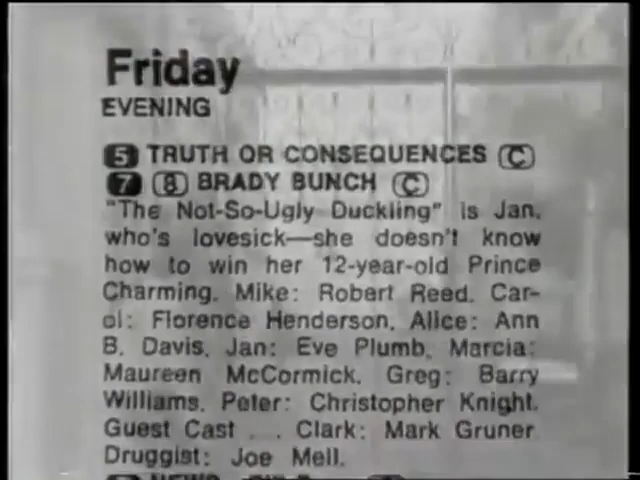 Friday
EVENING
5 TRUTH OR CONSEQUENCES C
7 8 BRADY BUNCH C
"The Not-So-Ugly Duckling" is Jan,
who's lovesick—she doesn't know
how to win her 12-year-old Prince
Charming. Mike: Robert Reed. Car-
ol: Florence Henderson. Alice: Ann
B. Davis. Jan: Eve Plumb. Marcia:
Maureen McCormick. Greg: Barry
Williams. Peter: Christopher Knight.
Guest Cast . . . Clark: Mark Gruner
Druggist: Joe Mell.